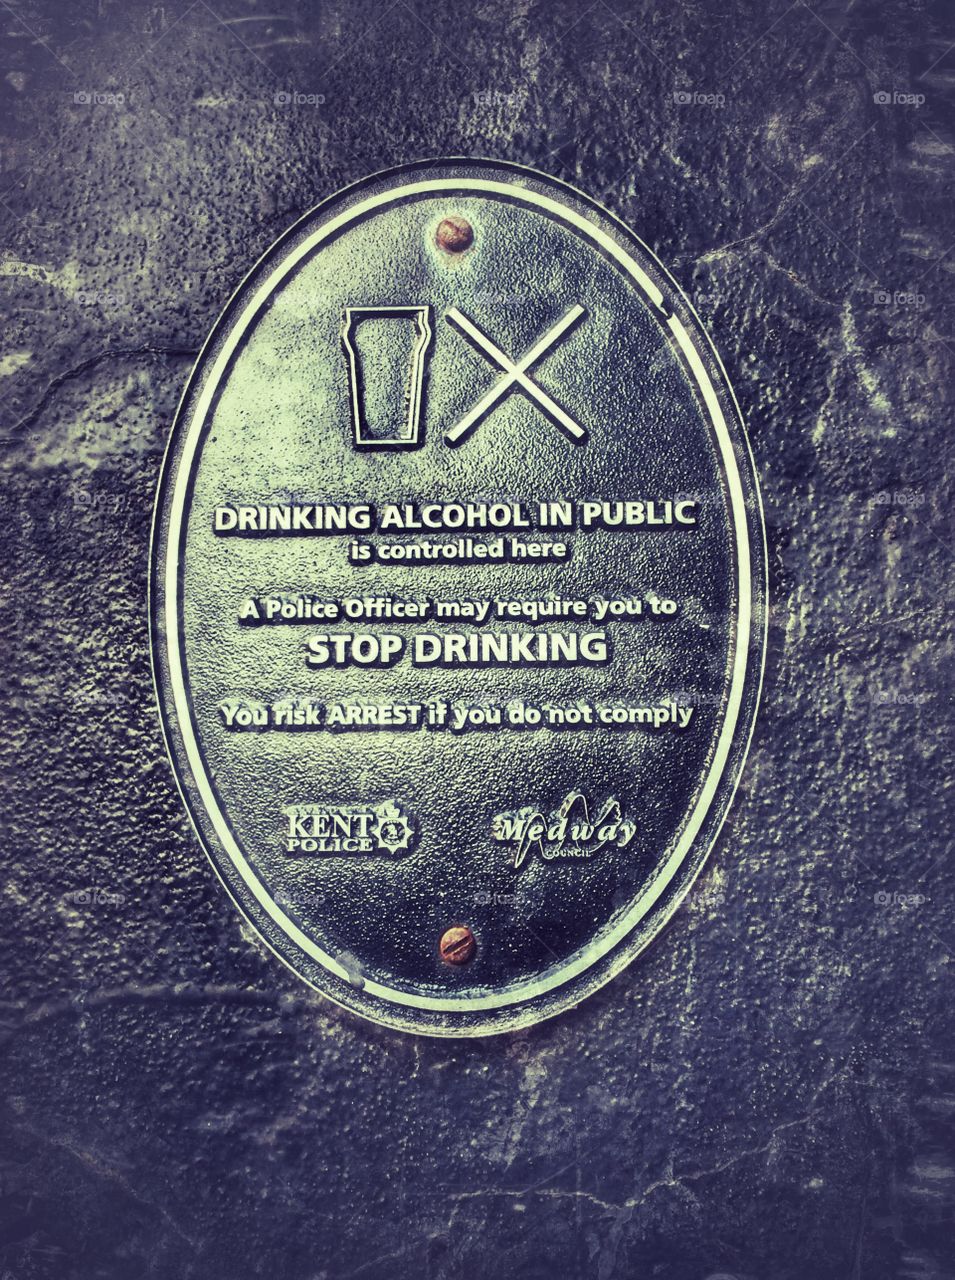 DRINKING ALCOHOL IN PUBLIC
is controlled here
A Police Officer may require you to
STOP DRINKING
You risk ARREST if you do not comply
KENT
POLICE
Medway
COUNCIL
foap